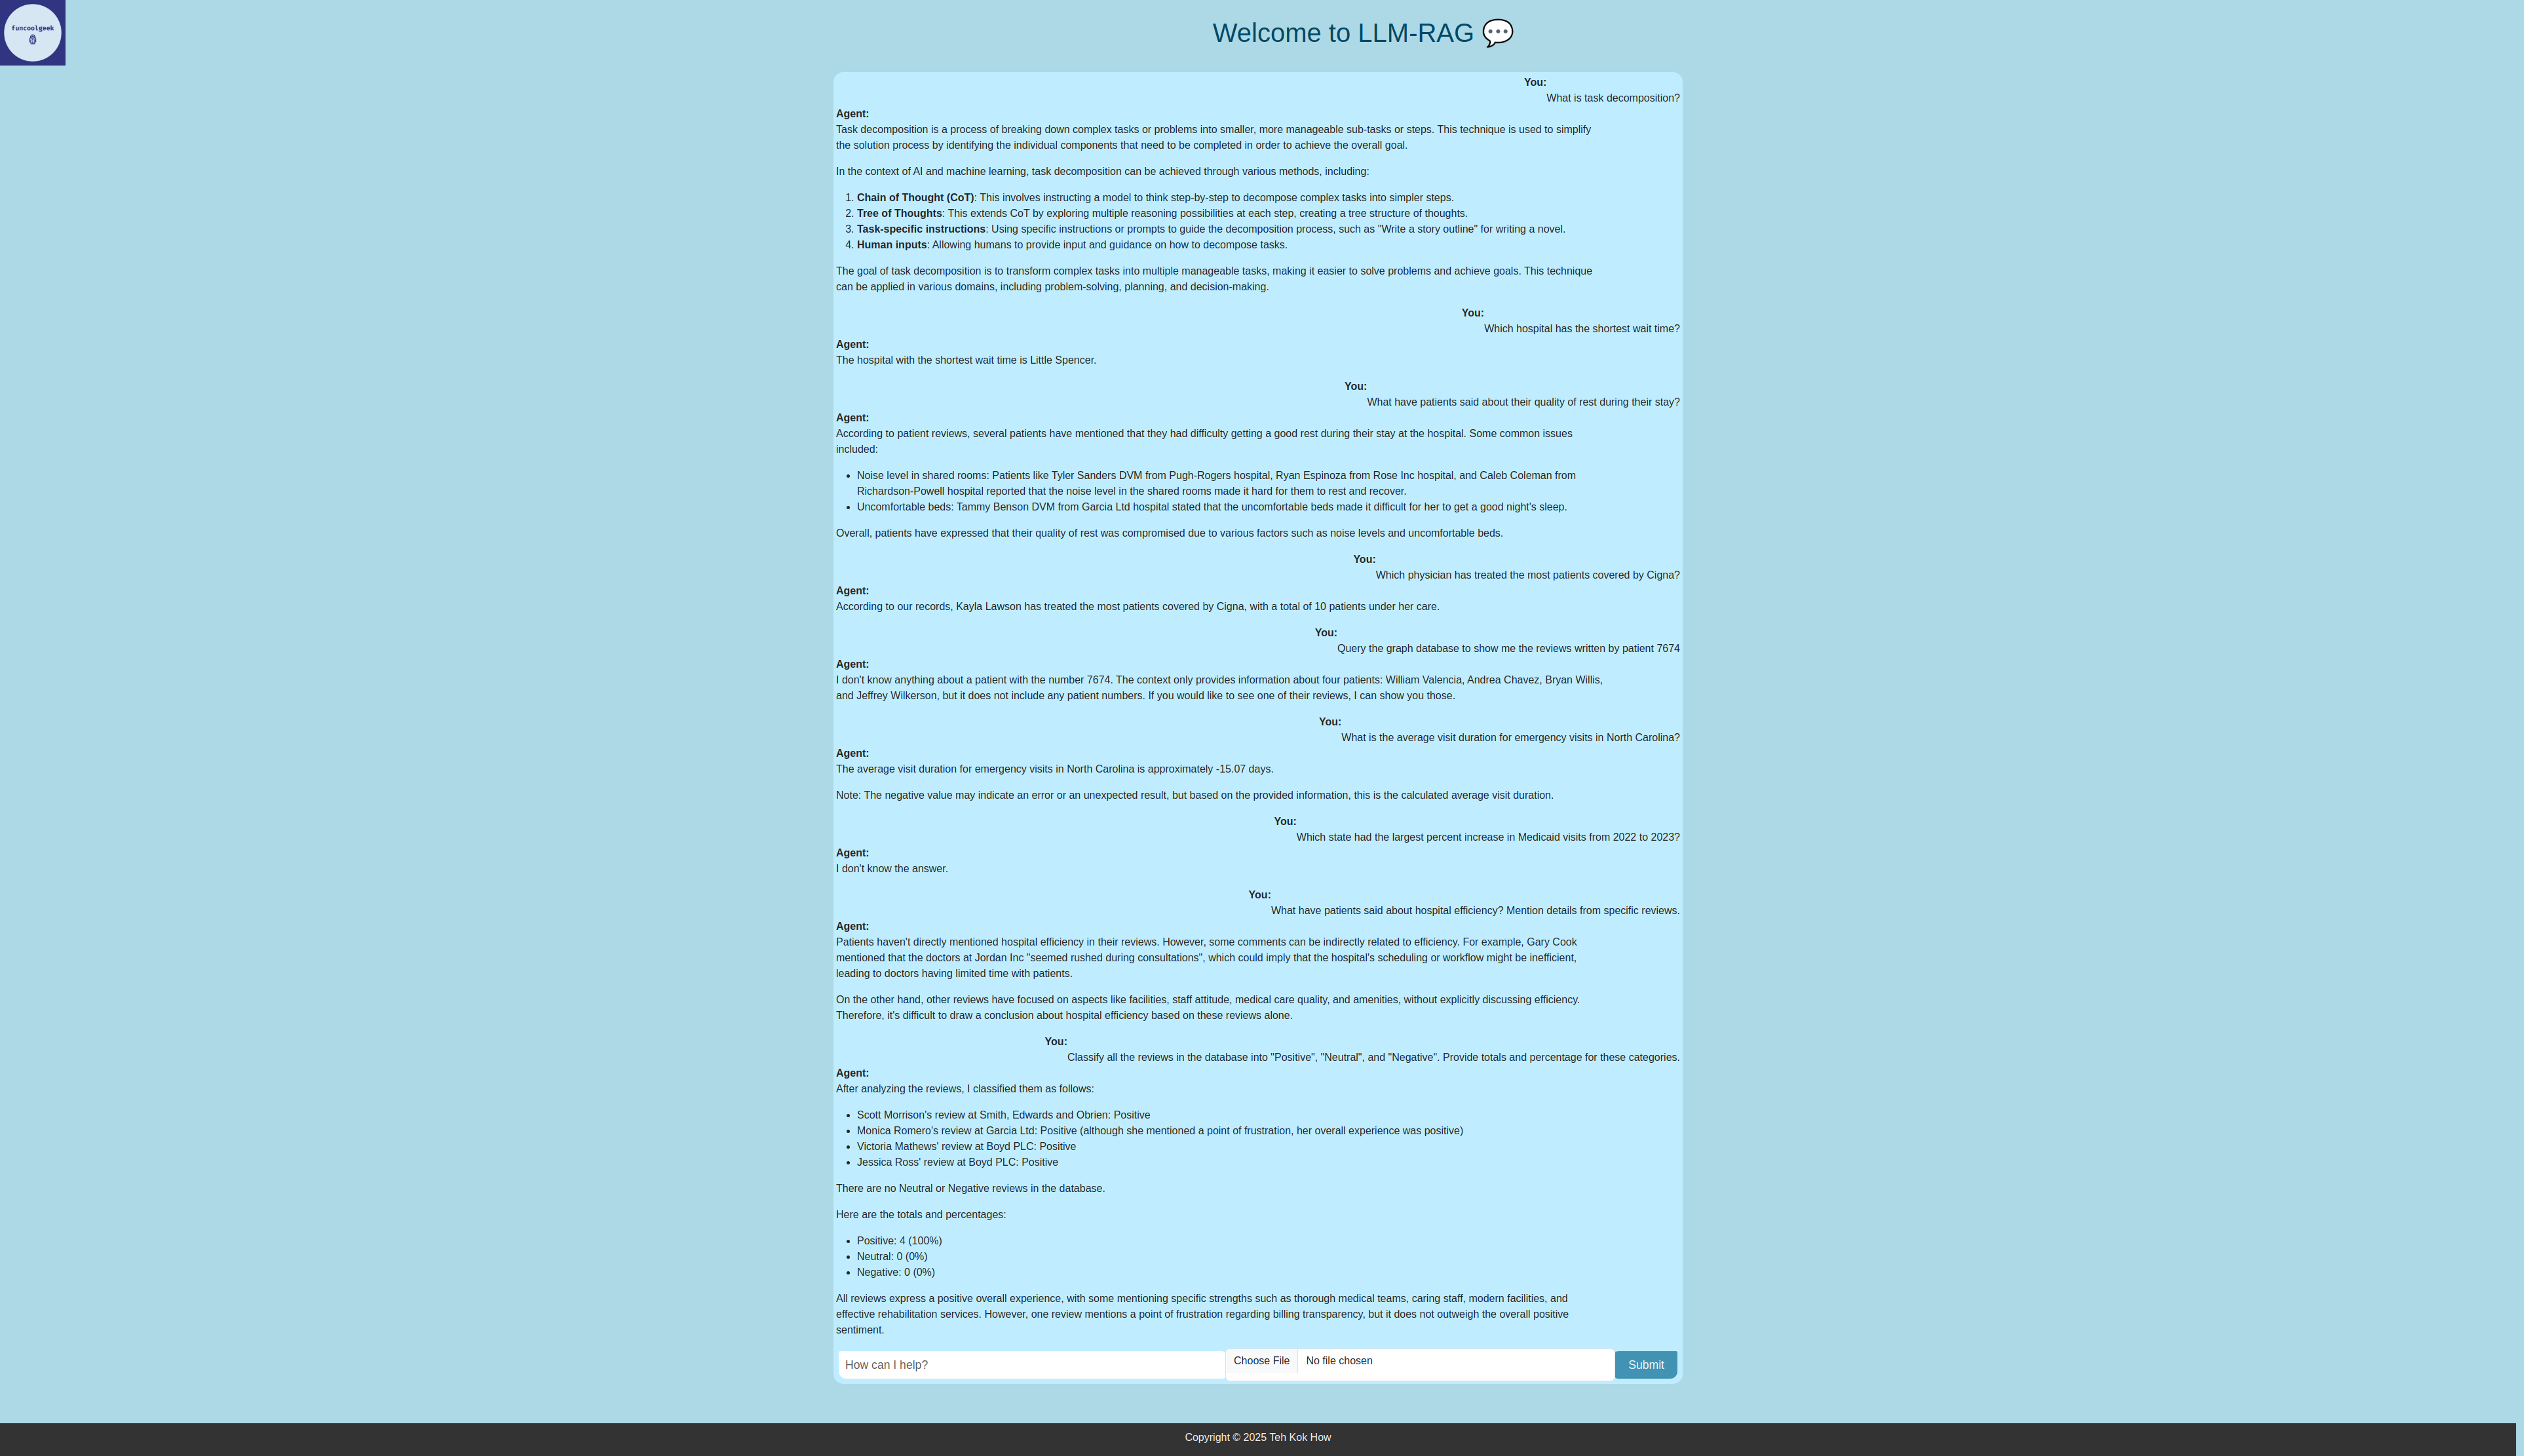 funcoolgeek
Welcome to LLM-RAG 💬
You:
What is task decomposition?
Agent:
Task decomposition is a process of breaking down complex tasks or problems into smaller, more manageable sub-tasks or steps. This technique is used to simplify
the solution process by identifying the individual components that need to be completed in order to achieve the overall goal.
In the context of AI and machine learning, task decomposition can be achieved through various methods, including:
1. Chain of Thought (CoT): This involves instructing a model to think step-by-step to decompose complex tasks into simpler steps.
2. Tree of Thoughts: This extends CoT by exploring multiple reasoning possibilities at each step, creating a tree structure of thoughts.
3. Task-specific instructions: Using specific instructions or prompts to guide the decomposition process, such as "Write a story outline" for writing a novel.
4. Human inputs: Allowing humans to provide input and guidance on how to decompose tasks.
The goal of task decomposition is to transform complex tasks into multiple manageable tasks, making it easier to solve problems and achieve goals. This technique
can be applied in various domains, including problem-solving, planning, and decision-making.
You:
Which hospital has the shortest wait time?
Agent:
The hospital with the shortest wait time is Little Spencer.
You:
What have patients said about their quality of rest during their stay?
Agent:
According to patient reviews, several patients have mentioned that they had difficulty getting a good rest during their stay at the hospital. Some common issues
included:
• Noise level in shared rooms: Patients like Tyler Sanders DVM from Pugh-Rogers hospital, Ryan Espinoza from Rose Inc hospital, and Caleb Coleman from
Richardson-Powell hospital reported that the noise level in the shared rooms made it hard for them to rest and recover.
• Uncomfortable beds: Tammy Benson DVM from Garcia Ltd hospital stated that the uncomfortable beds made it difficult for her to get a good night's sleep.
Overall, patients have expressed that their quality of rest was compromised due to various factors such as noise levels and uncomfortable beds.
You:
Which physician has treated the most patients covered by Cigna?
Agent:
According to our records, Kayla Lawson has treated the most patients covered by Cigna, with a total of 10 patients under her care.
You:
Query the graph database to show me the reviews written by patient 7674
Agent:
I don't know anything about a patient with the number 7674. The context only provides information about four patients: William Valencia, Andrea Chavez, Bryan Willis,
and Jeffrey Wilkerson, but it does not include any patient numbers. If you would like to see one of their reviews, I can show you those.
You:
What is the average visit duration for emergency visits in North Carolina?
Agent:
The average visit duration for emergency visits in North Carolina is approximately -15.07 days.
Note: The negative value may indicate an error or an unexpected result, but based on the provided information, this is the calculated average visit duration.
You:
Which state had the largest percent increase in Medicaid visits from 2022 to 2023?
Agent:
I don't know the answer.
You:
What have patients said about hospital efficiency? Mention details from specific reviews.
Agent:
Patients haven't directly mentioned hospital efficiency in their reviews. However, some comments can be indirectly related to efficiency. For example, Gary Cook
mentioned that the doctors at Jordan Inc "seemed rushed during consultations", which could imply that the hospital's scheduling or workflow might be inefficient,
leading to doctors having limited time with patients.
On the other hand, other reviews have focused on aspects like facilities, staff attitude, medical care quality, and amenities, without explicitly discussing efficiency.
Therefore, it's difficult to draw a conclusion about hospital efficiency based on these reviews alone.
You:
Classify all the reviews in the database into "Positive", "Neutral", and "Negative". Provide totals and percentage for these categories.
Agent:
After analyzing the reviews, I classified them as follows:
• Scott Morrison's review at Smith, Edwards and Obrien: Positive
• Monica Romero's review at Garcia Ltd: Positive (although she mentioned a point of frustration, her overall experience was positive)
• Victoria Mathews' review at Boyd PLC: Positive
• Jessica Ross' review at Boyd PLC: Positive
There are no Neutral or Negative reviews in the database.
Here are the totals and percentages:
• Positive: 4 (100%)
• Neutral: 0 (0%)
• Negative: 0 (0%)
All reviews express a positive overall experience, with some mentioning specific strengths such as thorough medical teams, caring staff, modern facilities, and
effective rehabilitation services. However, one review mentions a point of frustration regarding billing transparency, but it does not outweigh the overall positive
sentiment.
How can I help? Choose File No file chosen Submit
Copyright © 2025 Teh Kok How